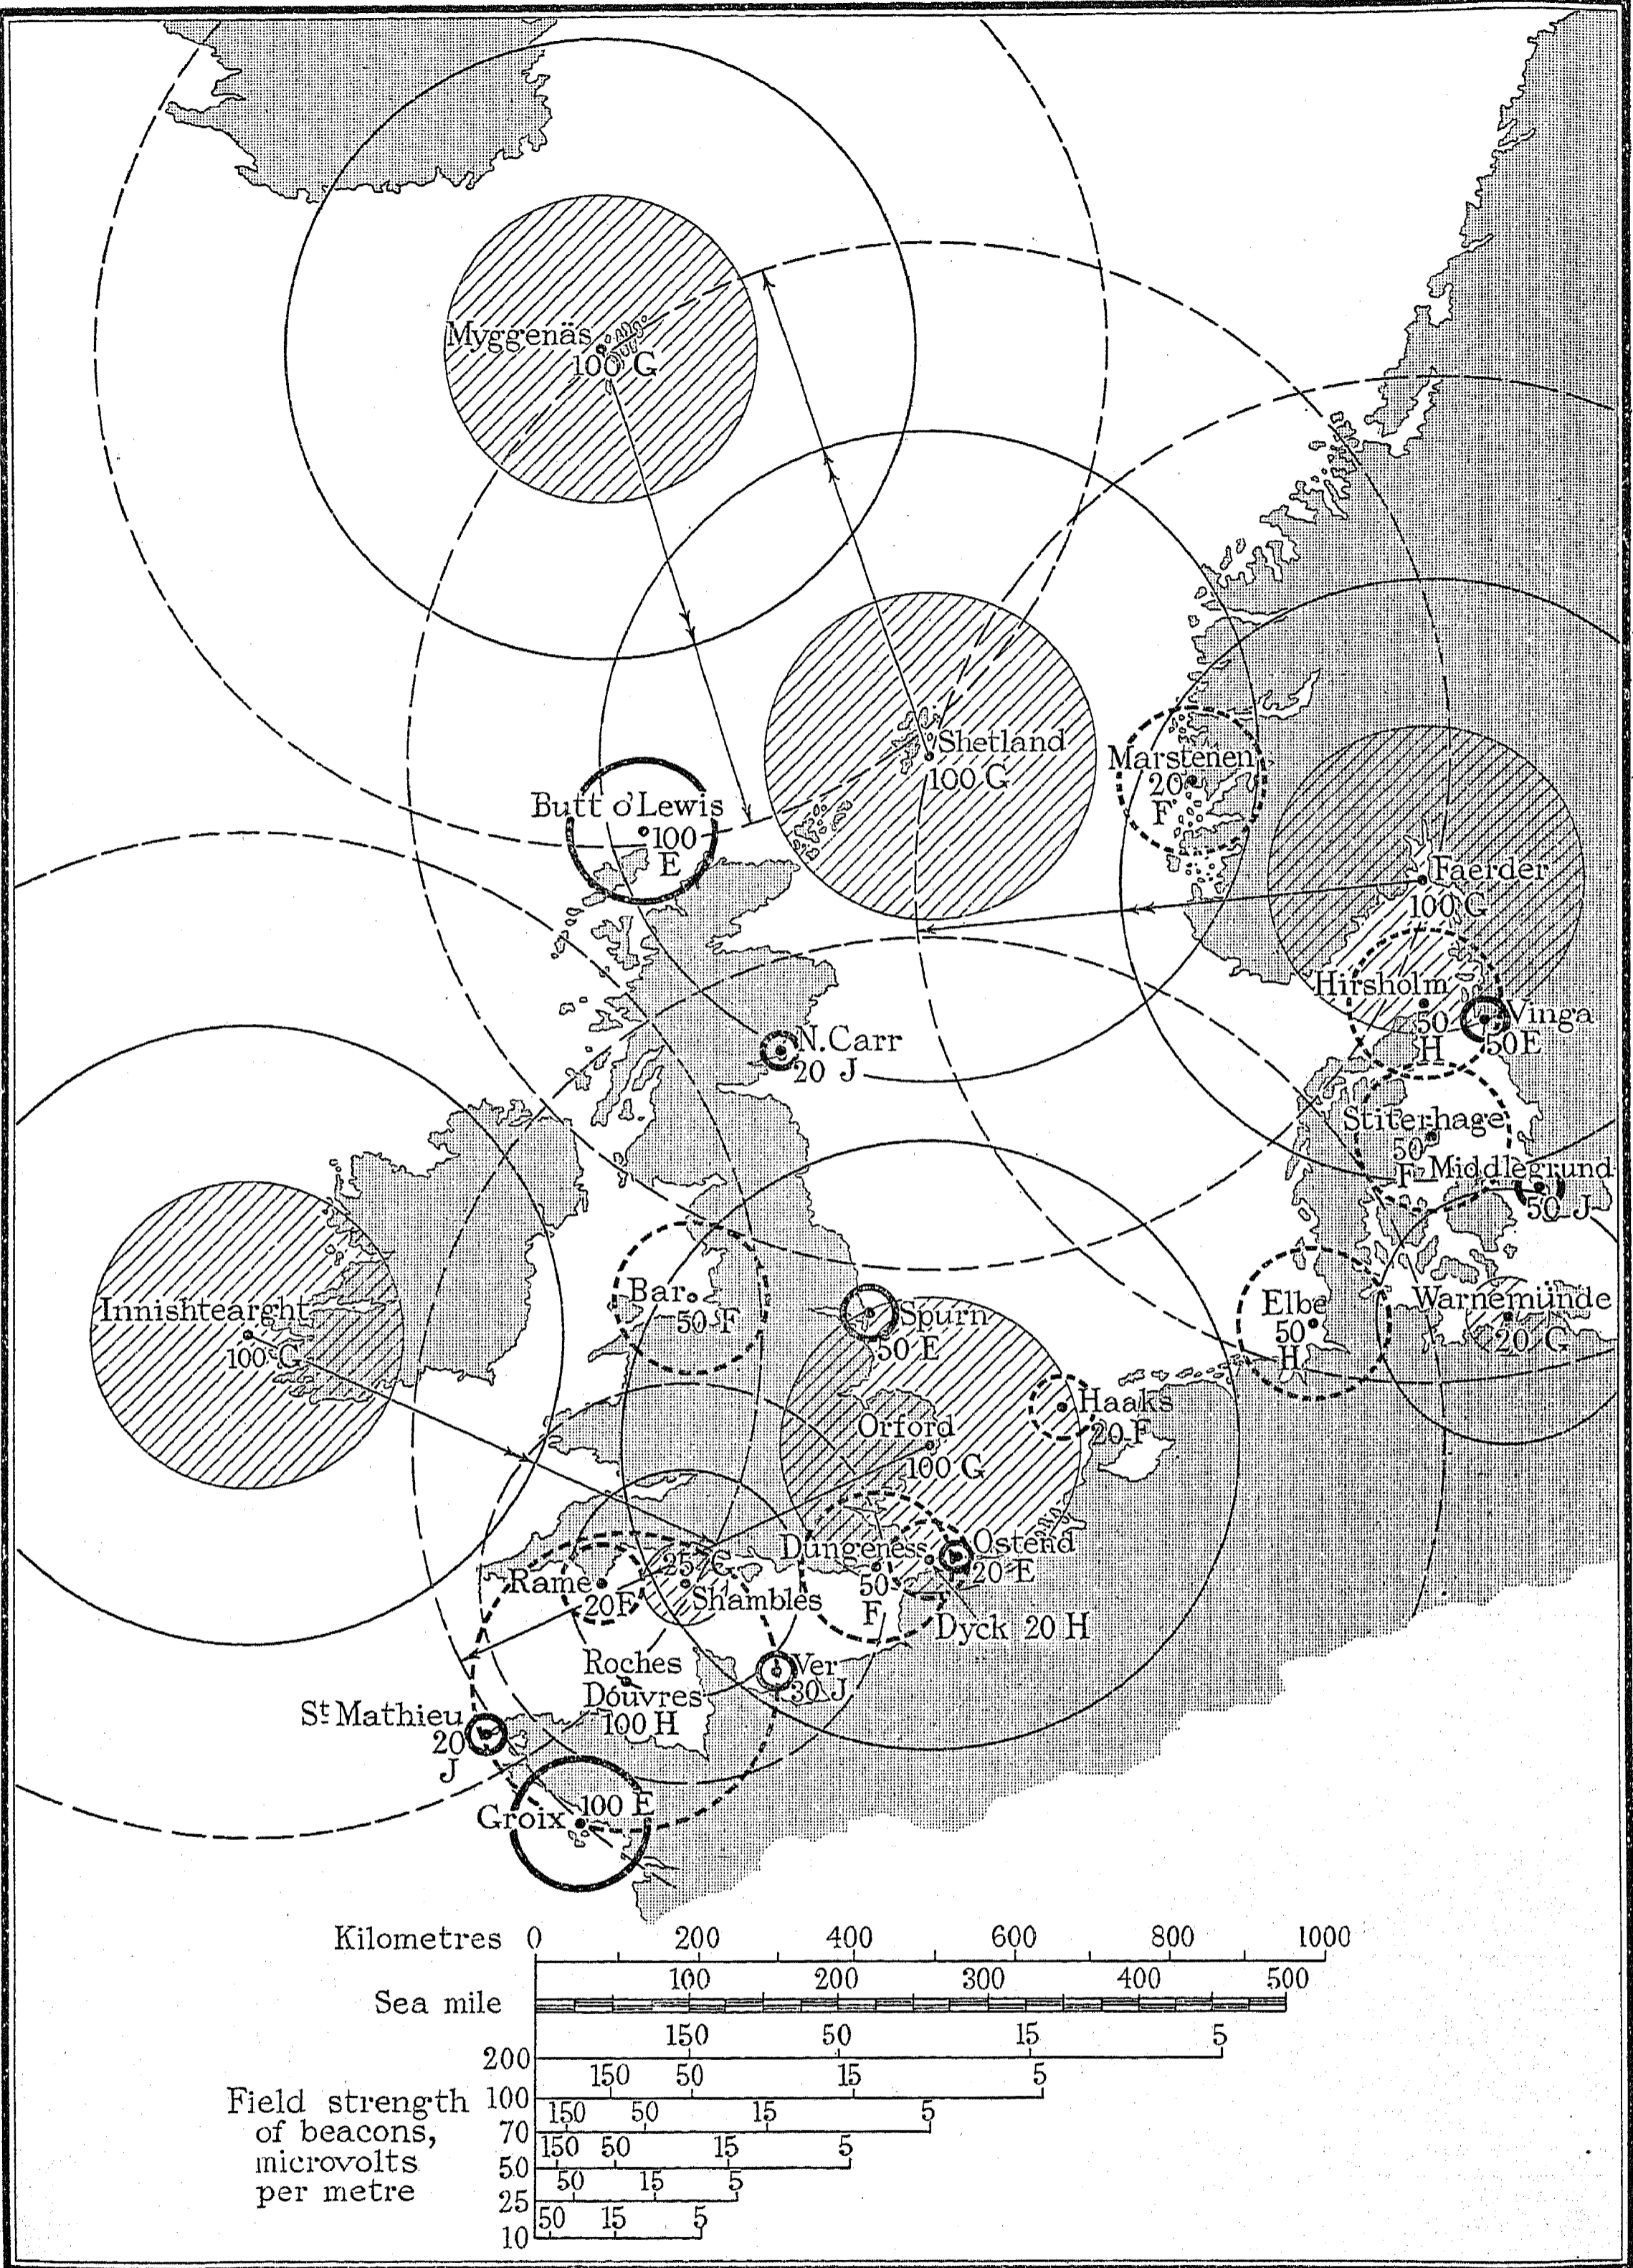 Myggenäs
100 G
Shetland
100 G
Marstenen
20
F
Butt o'Lewis
100
E
Faerder
100 G
Hirsholm
50
H
Vinga
50 E
N. Carr
20 J
Stiterhage
50
F
Middlegrund
50 J
Innishtearght
100 G
Bar.
50 F
Spurn
50 E
Elbe
50
H
Warnemünde
20 G
Haaks
20 F
Orford
100 G
Dungeness
50
F
Ostend
20 E
Dyck 20 H
Rame
20 F
25 G
Shambles
Roches
Douvres
100 H
Ver
30 J
St Mathieu
20
J
Groix
100 E
Kilometres 0 200 400 600 800 1000
100 200 300 400 500
Sea mile
150 50 15 5
200
150 50 15 5
100
150 50 15 5
70
150 50 15 5
50
50 15 5
25
50 15 5
10
Field strength
of beacons,
microvolts
per metre